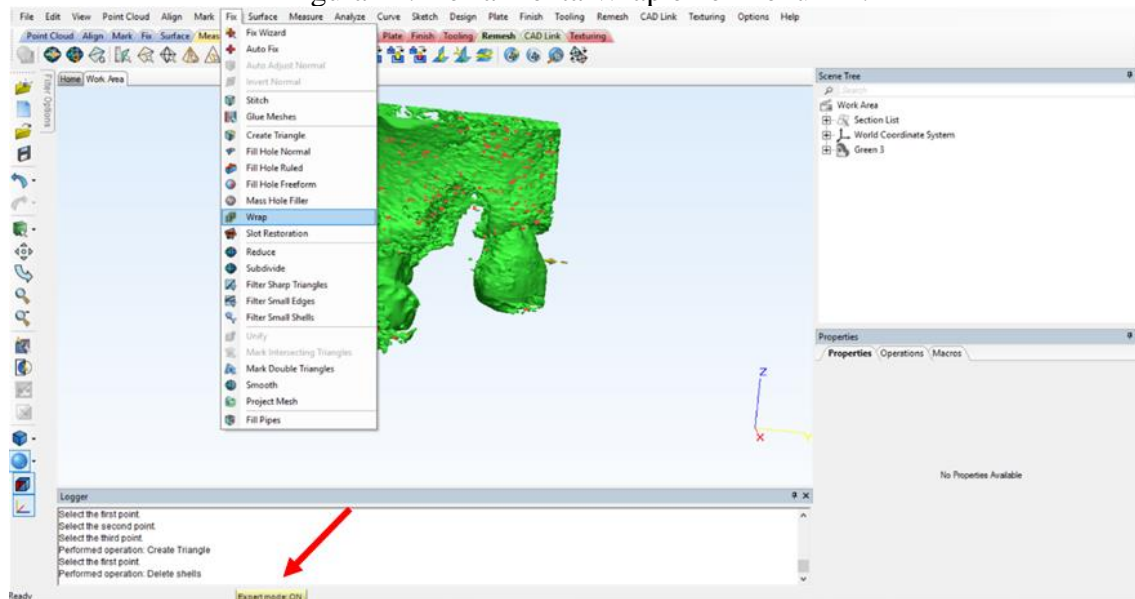 File Edit View Point Cloud Align Mark Fix Surface Measure Analyze Curve Sketch Design Plate Finish Tooling Remesh CAD Link Texturing Options Help
Point Cloud Align Mark Fix Surface Meas Plate Finish Tooling Remesh CAD Link Texturing
Home Work Area
Filter Options
Fix Wizard
Auto Fix
Auto Adjust Normal
Invert Normal
Stitch
Glue Meshes
Create Triangle
Fill Hole Normal
Fill Hole Ruled
Fill Hole Freeform
Mass Hole Filler
Wrap
Slot Restoration
Reduce
Subdivide
Filter Sharp Triangles
Filter Small Edges
Filter Small Shells
Unify
Mark Intersecting Triangles
Mark Double Triangles
Smooth
Project Mesh
Fill Pipes
Z
X
Scene Tree
Search
Work Area
Section List
World Coordinate System
Green 3
Properties
Properties Operations Macros
No Properties Available
Logger
Select the first point.
Select the second point.
Select the third point.
Performed operation: Create Triangle
Select the first point.
Performed operation: Delete shells
Ready
Expert mode: ON